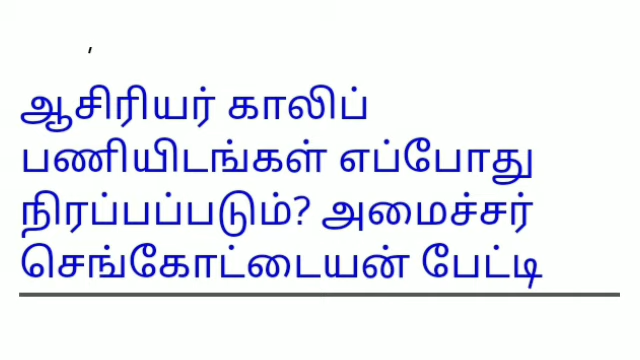 ,
ஆசிரியர் காலிப்
பணியிடங்கள் எப்போது
நிரப்பப்படும்? அமைச்சர்
செங்கோட்டையன் பேட்டி